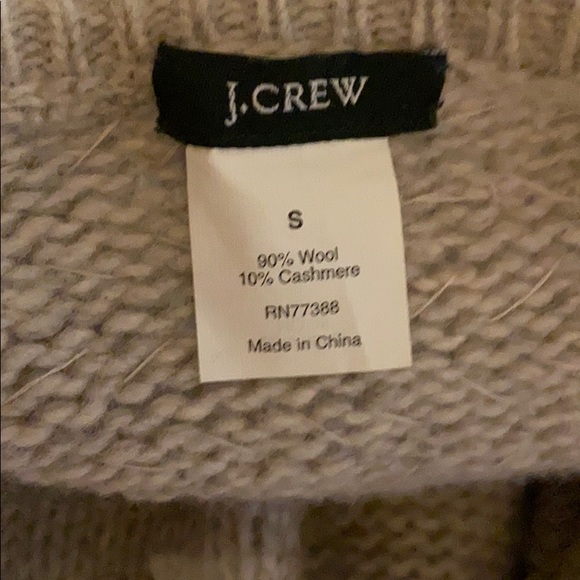 J.CREW
S
90% Wool
10% Cashmere
RN77388
Made in China